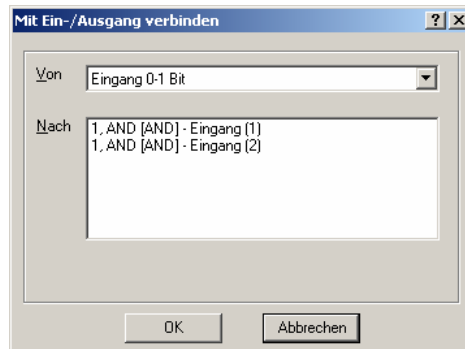 Mit Ein-/Ausgang verbinden
Von
Eingang 0-1 Bit
Nach
1, AND [AND] - Eingang (1)
1, AND [AND] - Eingang (2)
OK
Abbrechen